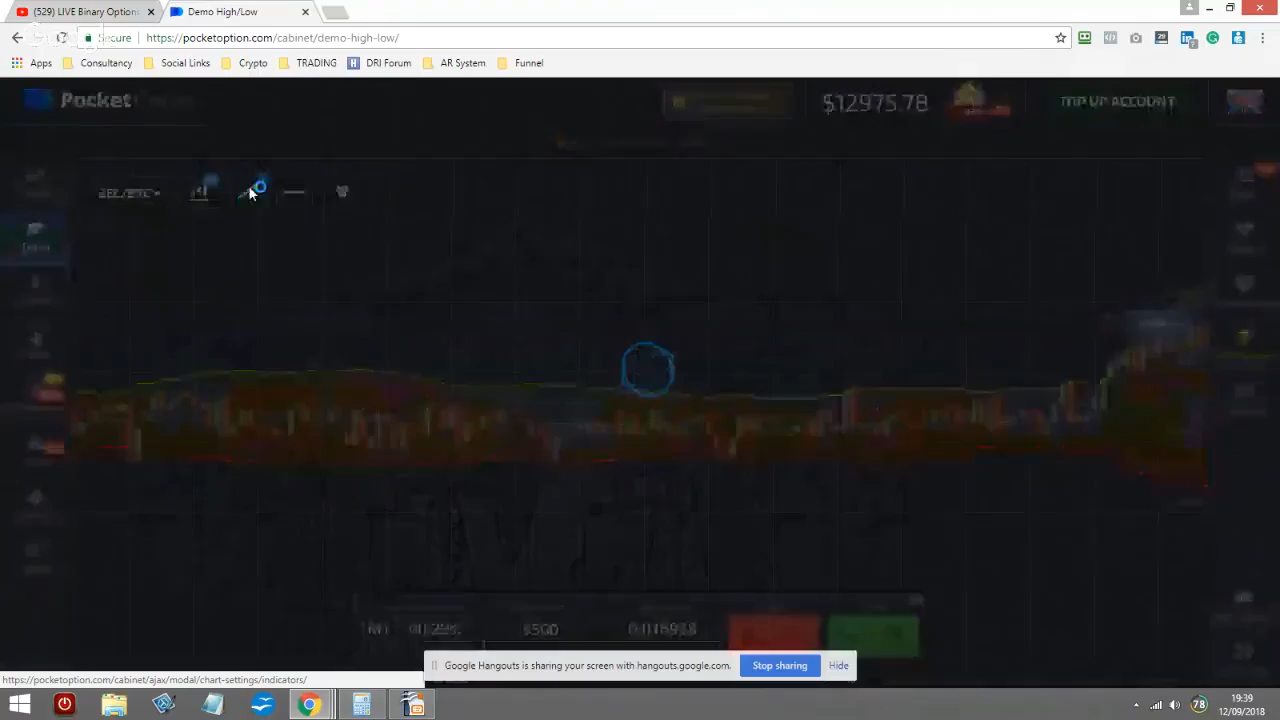 (529) LIVE Binary Option
Demo High/Low
Secure
https://pocketoption.com/cabinet/demo-high-low/
Apps
Consultancy
Social Links
Crypto
TRADING
DRI Forum
AR System
Funnel
Pocket
$12975.78
TOP UP ACCOUNT
$500
Google Hangouts is sharing your screen with hangouts.google.com.
Stop sharing
Hide
https://pocketoption.com/cabinet/ajax/modal/chart-settings/indicators/
78
19:39
12/09/2018